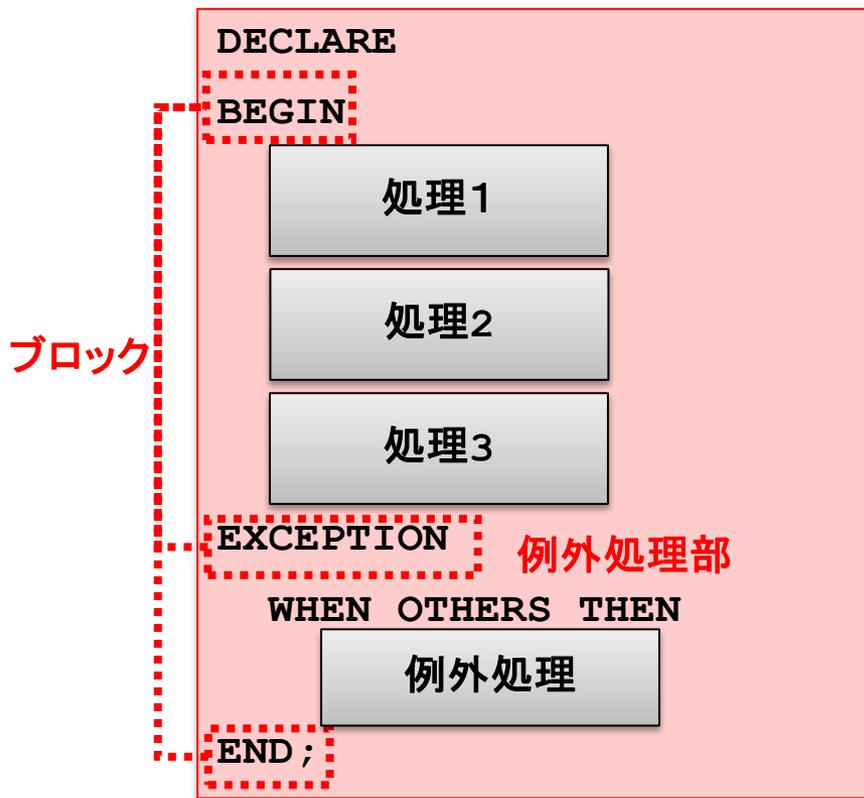 DECLARE
BEGIN
処理１
処理2
ブロック
処理3
EXCEPTION
例外処理部
WHEN OTHERS THEN
例外処理
END;